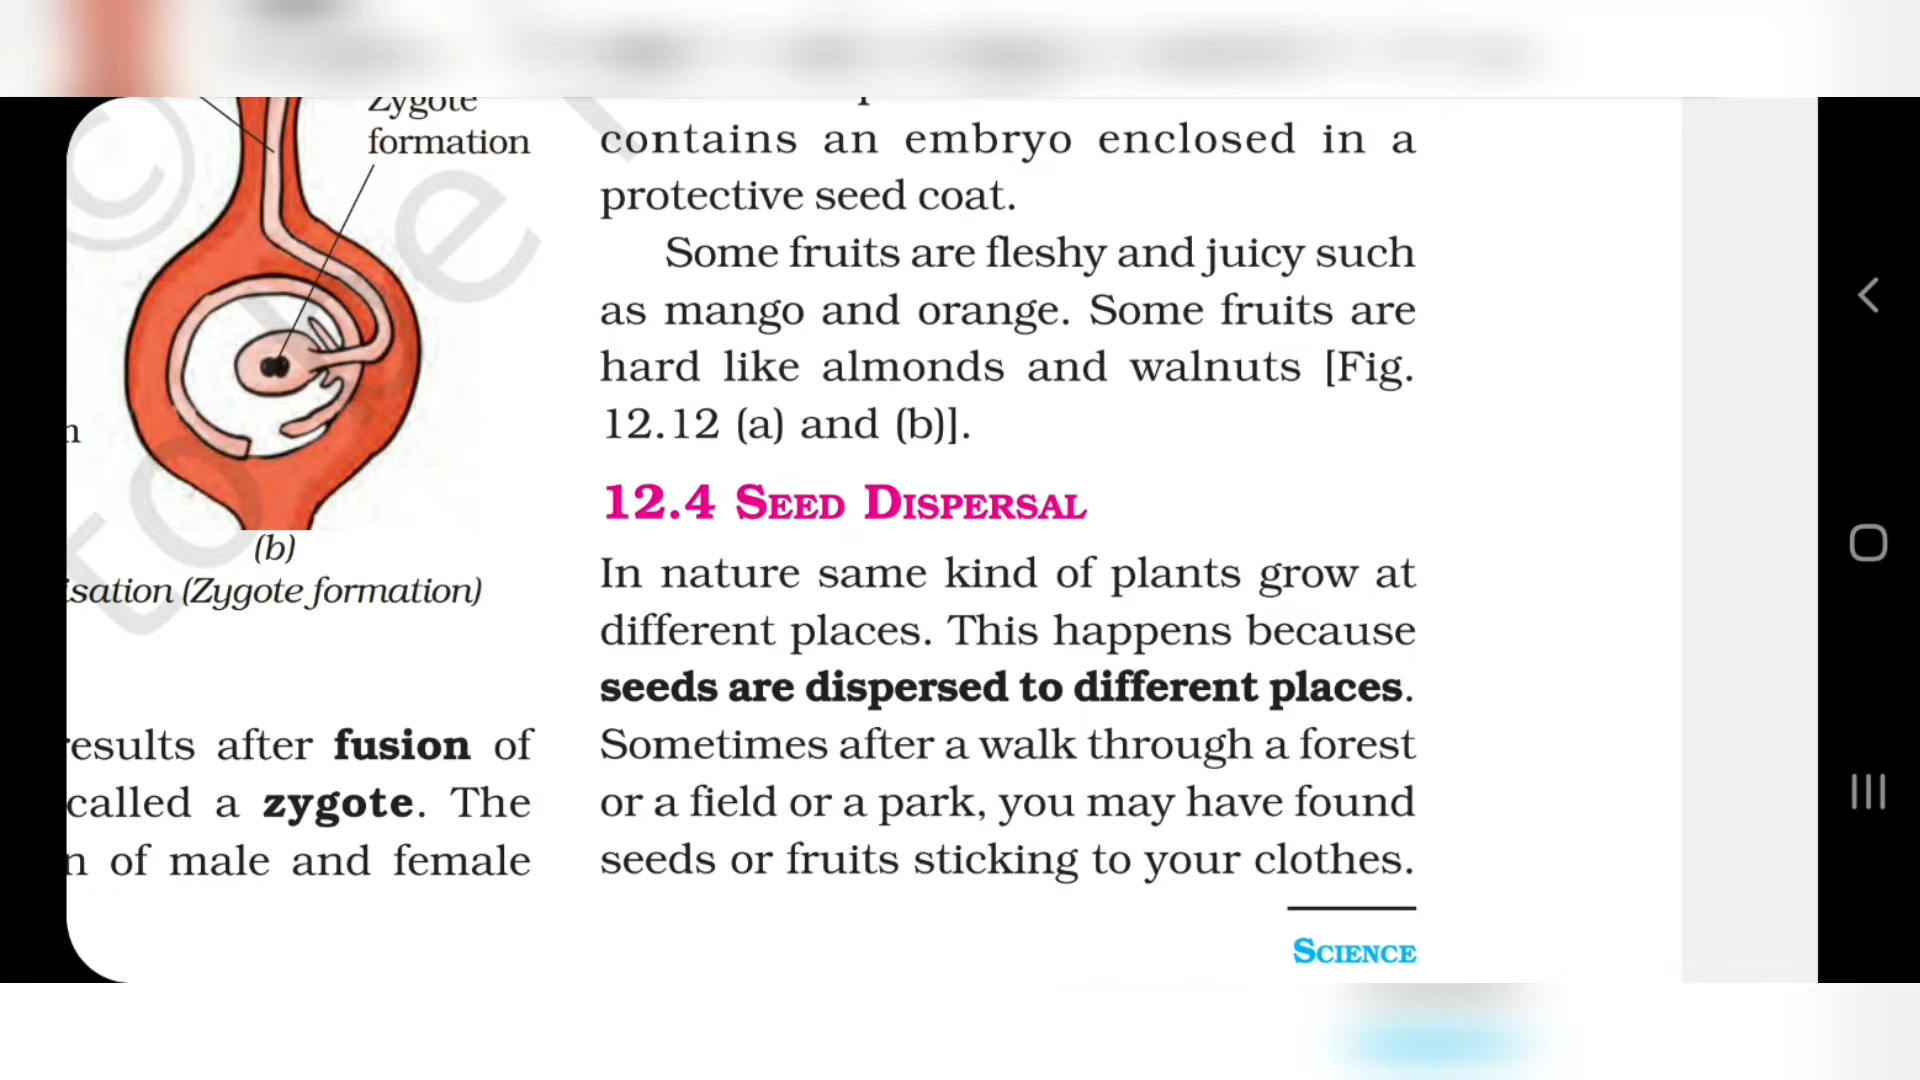 Zygote
formation
(b)
isation (Zygote formation)
results after fusion of
called a zygote. The
n of male and female
contains an embryo enclosed in a
protective seed coat.
Some fruits are fleshy and juicy such
as mango and orange. Some fruits are
hard like almonds and walnuts [Fig.
12.12 (a) and (b)].
12.4 SEED DISPERSAL
In nature same kind of plants grow at
different places. This happens because
seeds are dispersed to different places.
Sometimes after a walk through a forest
or a field or a park, you may have found
seeds or fruits sticking to your clothes.
SCIENCE